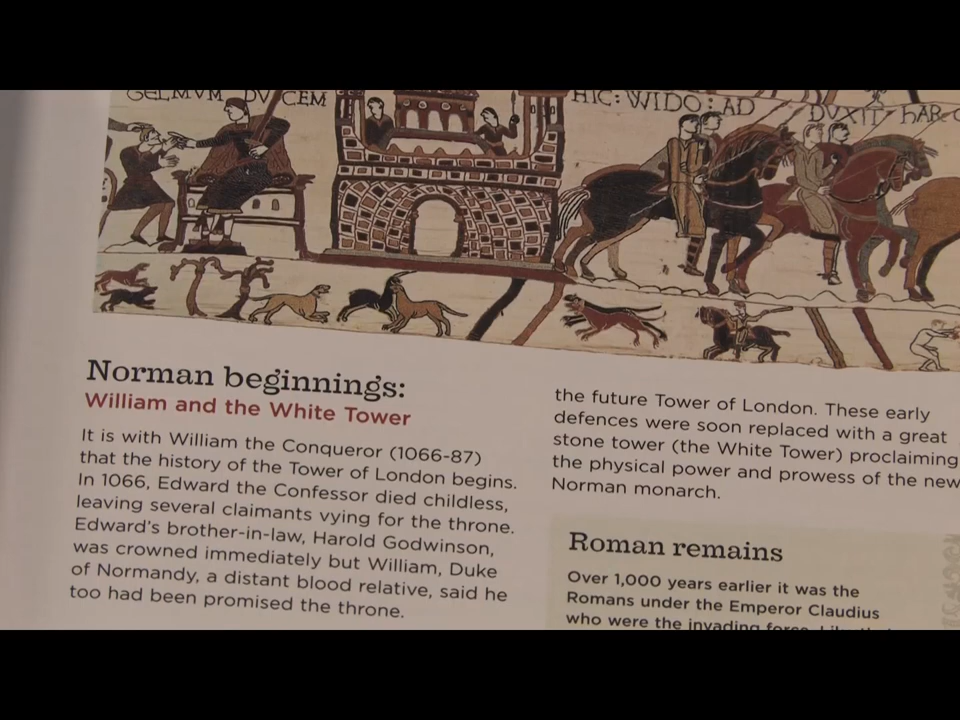 GELMVM DVCEM
HIC: WIDO: AD
DVXIT HAR
Norman beginnings:
William and the White Tower
It is with William the Conqueror (1066-87)
that the history of the Tower of London begins.
In 1066, Edward the Confessor died childless,
leaving several claimants vying for the throne.
Edward's brother-in-law, Harold Godwinson,
was crowned immediately but William, Duke
of Normandy, a distant blood relative, said he
too had been promised the throne.
the future Tower of London. These early
defences were soon replaced with a great
stone tower (the White Tower) proclaiming
the physical power and prowess of the new
Norman monarch.
Roman remains
Over 1,000 years earlier it was the
Romans under the Emperor Claudius
who were the invading force.